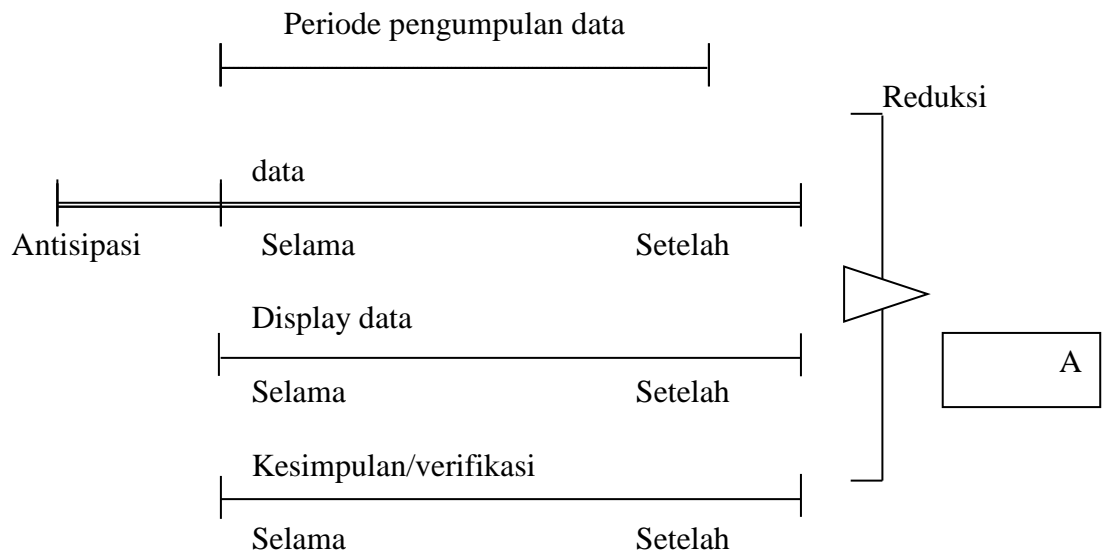 Periode pengumpulan data
Reduksi
data
Antisipasi Selama Setelah
Display data
Selama Setelah
A
Kesimpulan/verifikasi
Selama Setelah